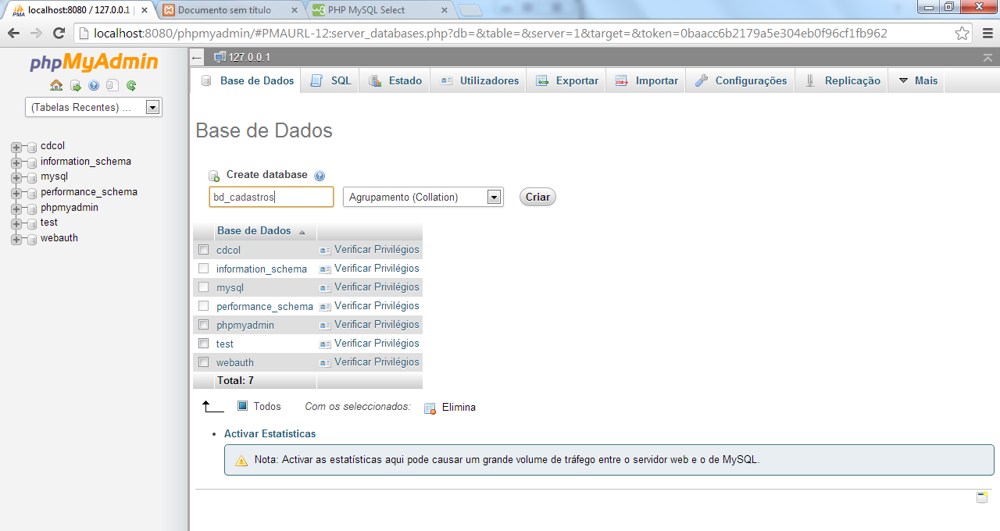 localhost:8080 / 127.0.0.1 |
Documento sem título
PHP MySQL Select
localhost:8080/phpmyadmin/#PMAURL-12:server_databases.php?db=&table=&server=1&target=&token=0baacc6b2179a5e304eb0f96cf1fb962
phpMyAdmin
(Tabelas Recentes) ...
cdcol
information_schema
mysql
performance_schema
phpmyadmin
test
webauth
127.0.0.1
Base de Dados SQL Estado Utilizadores Exportar Importar Configurações Replicação Mais
Base de Dados
Create database
bd_cadastros Agrupamento (Collation) Criar
Base de Dados
cdcol Verificar Privilégios
information_schema Verificar Privilégios
mysql Verificar Privilégios
performance_schema Verificar Privilégios
phpmyadmin Verificar Privilégios
test Verificar Privilégios
webauth Verificar Privilégios
Total: 7
Todos Com os seleccionados: Elimina
• Activar Estatísticas
Nota: Activar as estatísticas aqui pode causar um grande volume de tráfego entre o servidor web e o de MySQL.